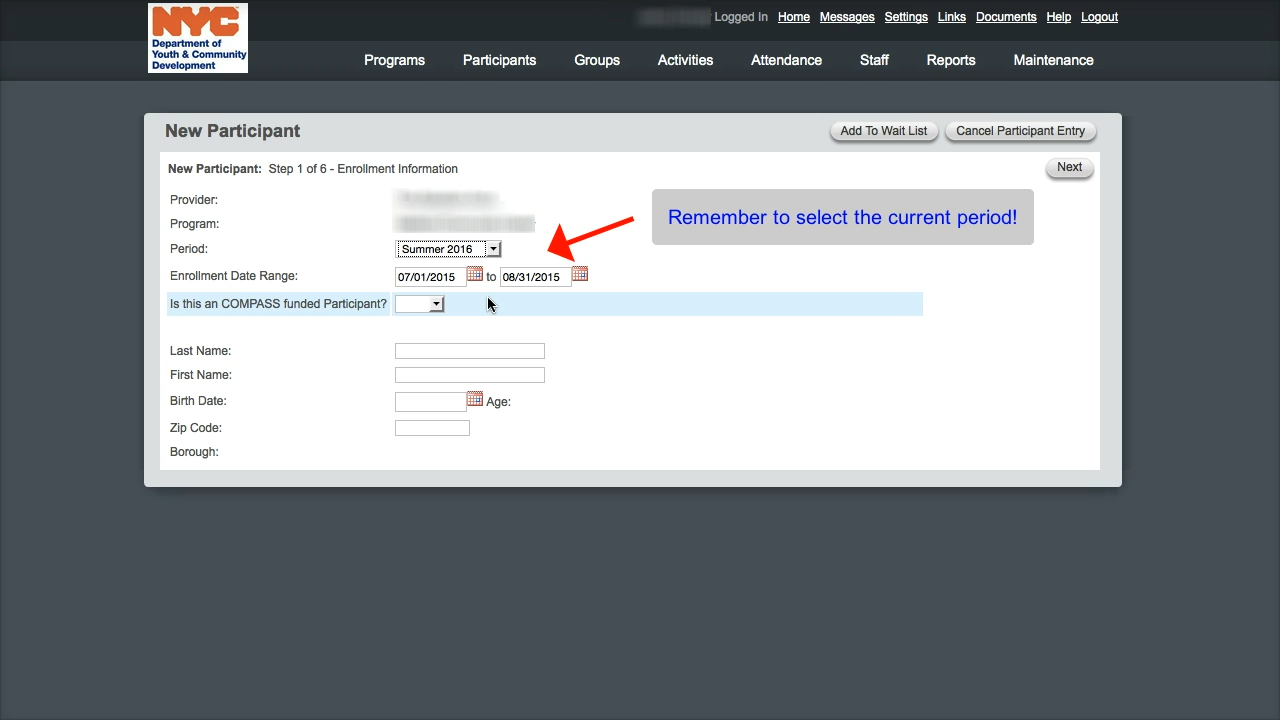 NYC
Department of
Youth & Community
Development
Logged In Home Messages Settings Links Documents Help Logout
Programs Participants Groups Activities Attendance Staff Reports Maintenance
New Participant
Add To Wait List Cancel Participant Entry
New Participant: Step 1 of 6 - Enrollment Information
Next
Provider:
Program:
Remember to select the current period!
Period: Summer 2016
Enrollment Date Range: 07/01/2015 to 08/31/2015
Is this an COMPASS funded Participant?
Last Name:
First Name:
Birth Date: Age:
Zip Code:
Borough: